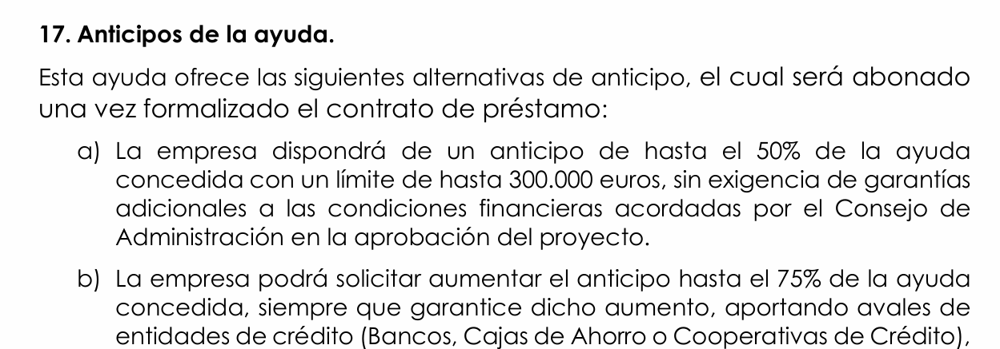 17. Anticipos de la ayuda.
Esta ayuda ofrece las siguientes alternativas de anticipo, el cual será abonado
una vez formalizado el contrato de préstamo:
a) La empresa dispondrá de un anticipo de hasta el 50% de la ayuda
concedida con un límite de hasta 300.000 euros, sin exigencia de garantías
adicionales a las condiciones financieras acordadas por el Consejo de
Administración en la aprobación del proyecto.
b) La empresa podrá solicitar aumentar el anticipo hasta el 75% de la ayuda
concedida, siempre que garantice dicho aumento, aportando avales de
entidades de crédito (Bancos, Cajas de Ahorro o Cooperativas de Crédito),